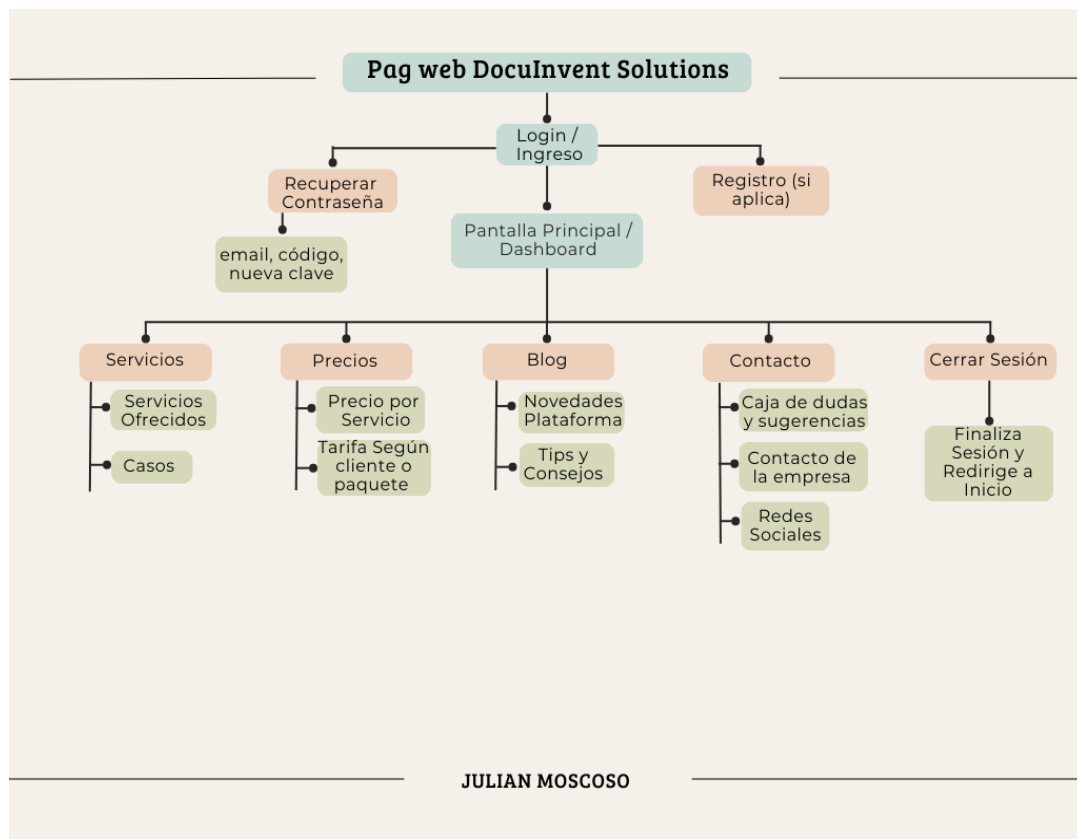 Pag web DocuInvent Solutions
Login /
Ingreso
Recuperar
Contraseña
Registro (si
aplica)
email, código,
nueva clave
Pantalla Principal /
Dashboard
Servicios
Servicios
Ofrecidos
Casos
Precios
Precio por
Servicio
Tarifa Según
cliente o
paquete
Blog
Novedades
Plataforma
Tips y
Consejos
Contacto
Caja de dudas
y sugerencias
Contacto de
la empresa
Redes
Sociales
Cerrar Sesión
Finaliza
Sesión y
Redirige a
Inicio
JULIAN MOSCOSO